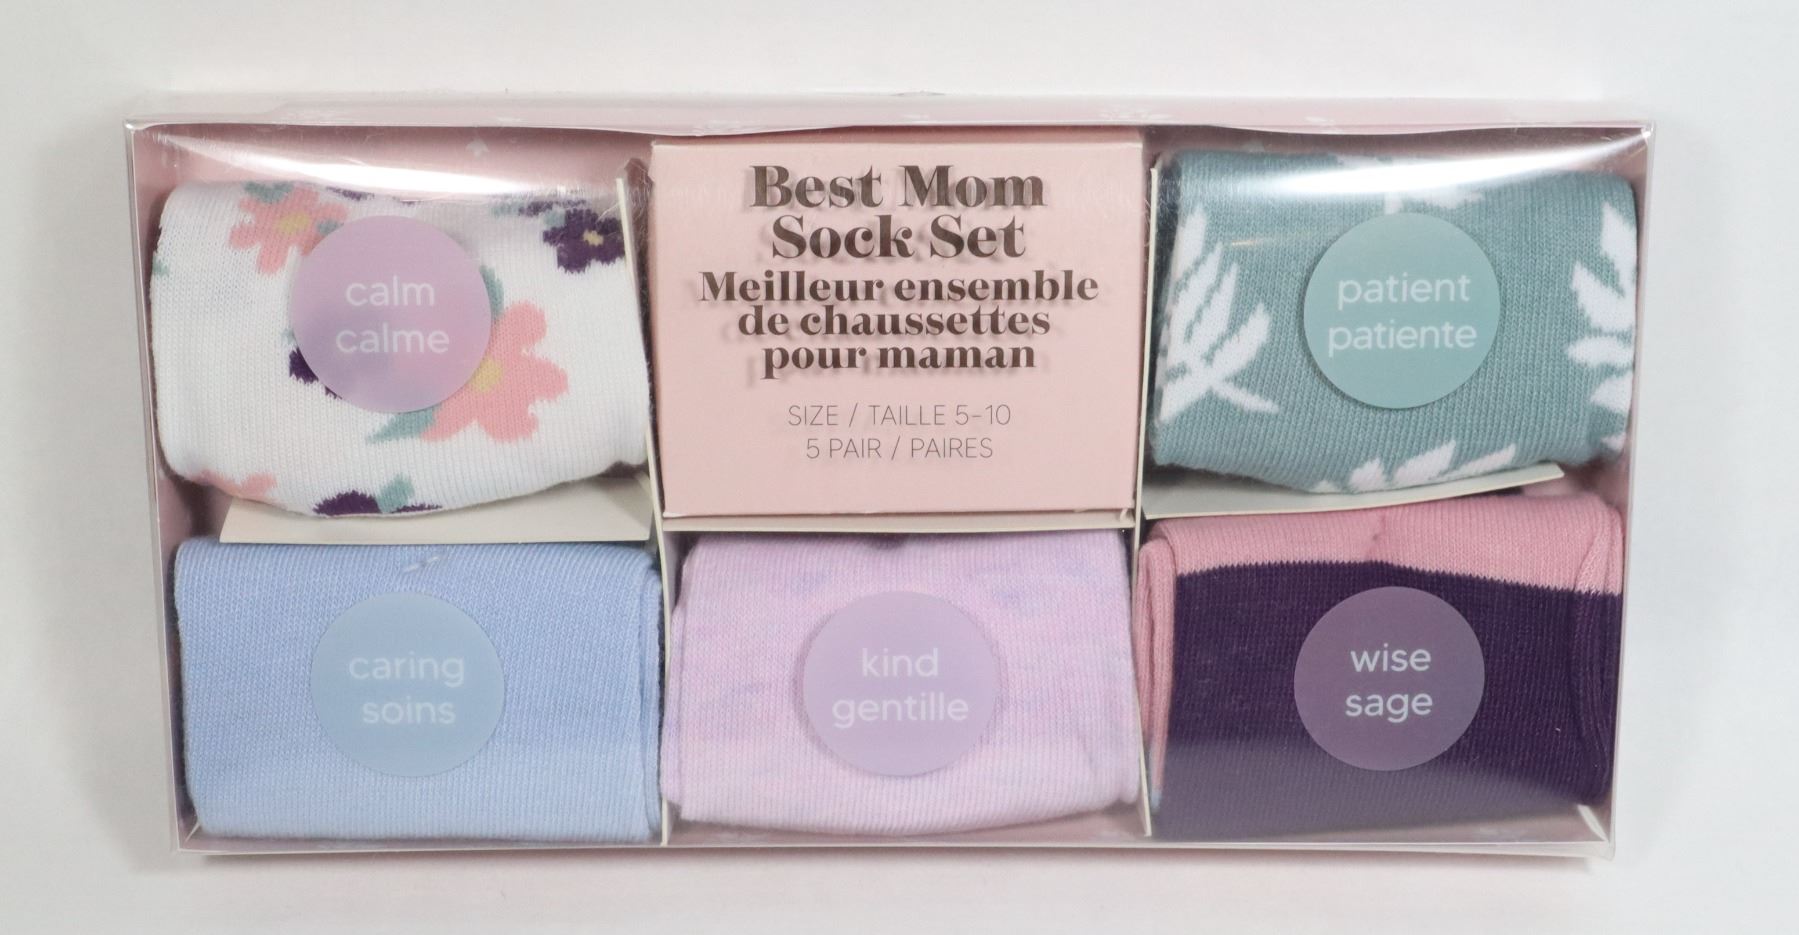 calm
calme
Best Mom
Sock Set
Meilleur ensemble
de chaussettes
pour maman
SIZE / TAILLE 5-10
5 PAIR / PAIRES
patient
patiente
caring
soins
kind
gentille
wise
sage